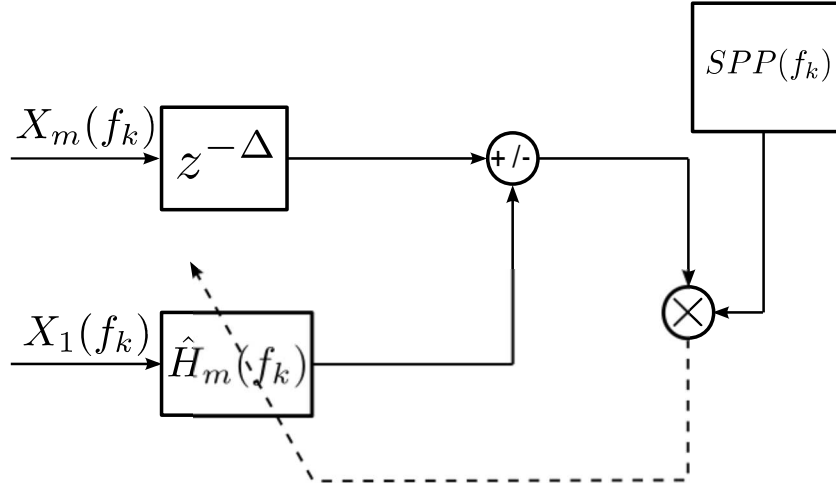 SPP(f_k)
X_m(f_k)
z^{-Δ}
+/-
X_1(f_k)
Ĥ_m(f_k)